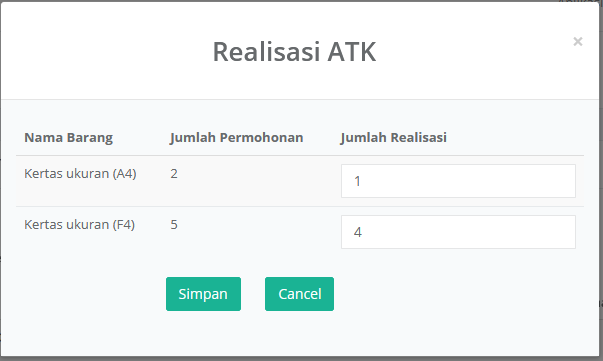 Realisasi ATK
×
Nama Barang Jumlah Permohonan Jumlah Realisasi
Kertas ukuran (A4) 2 1
Kertas ukuran (F4) 5 4
Simpan Cancel